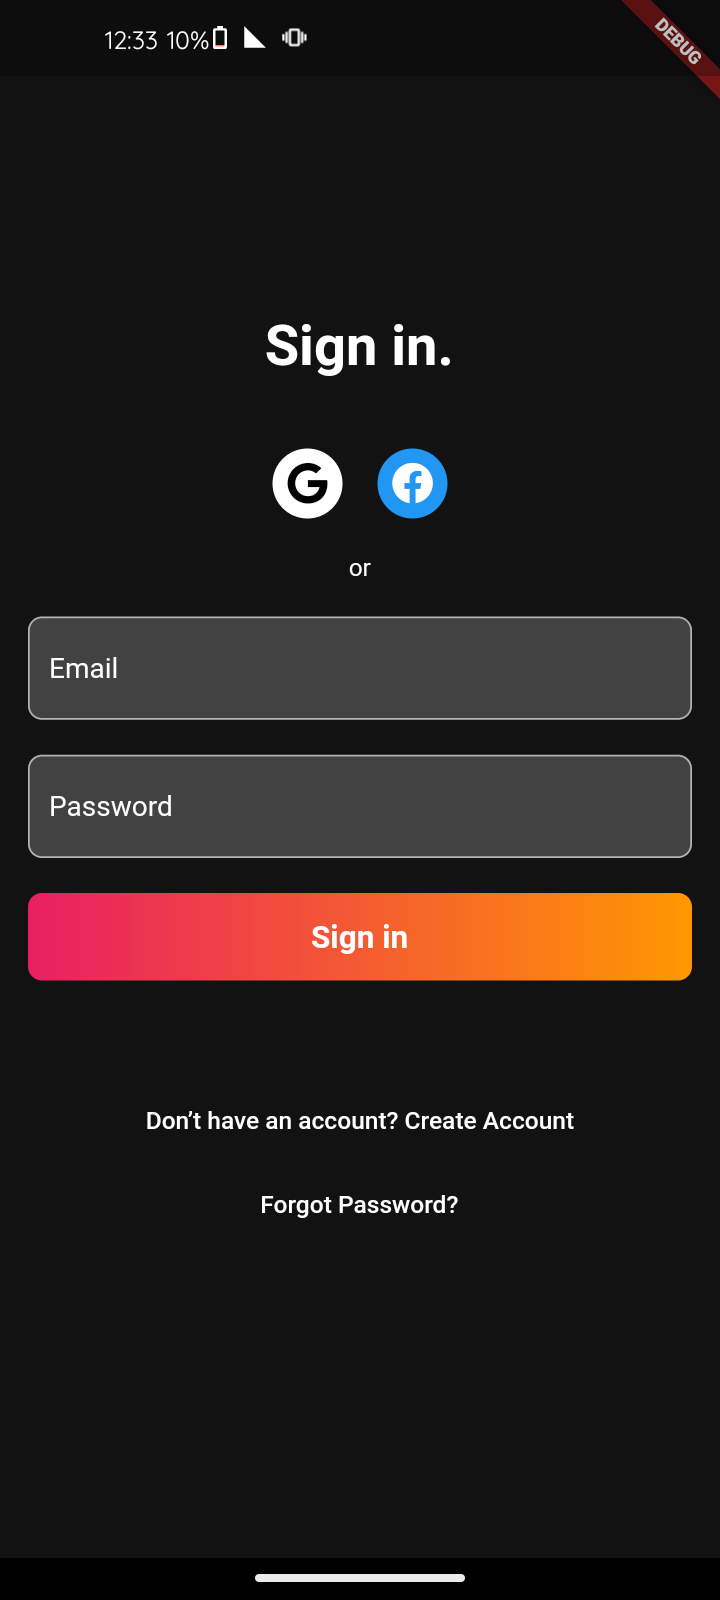 12:33 10%
DEBUG
Sign in.
or
Email
Password
Sign in
Don’t have an account? Create Account
Forgot Password?